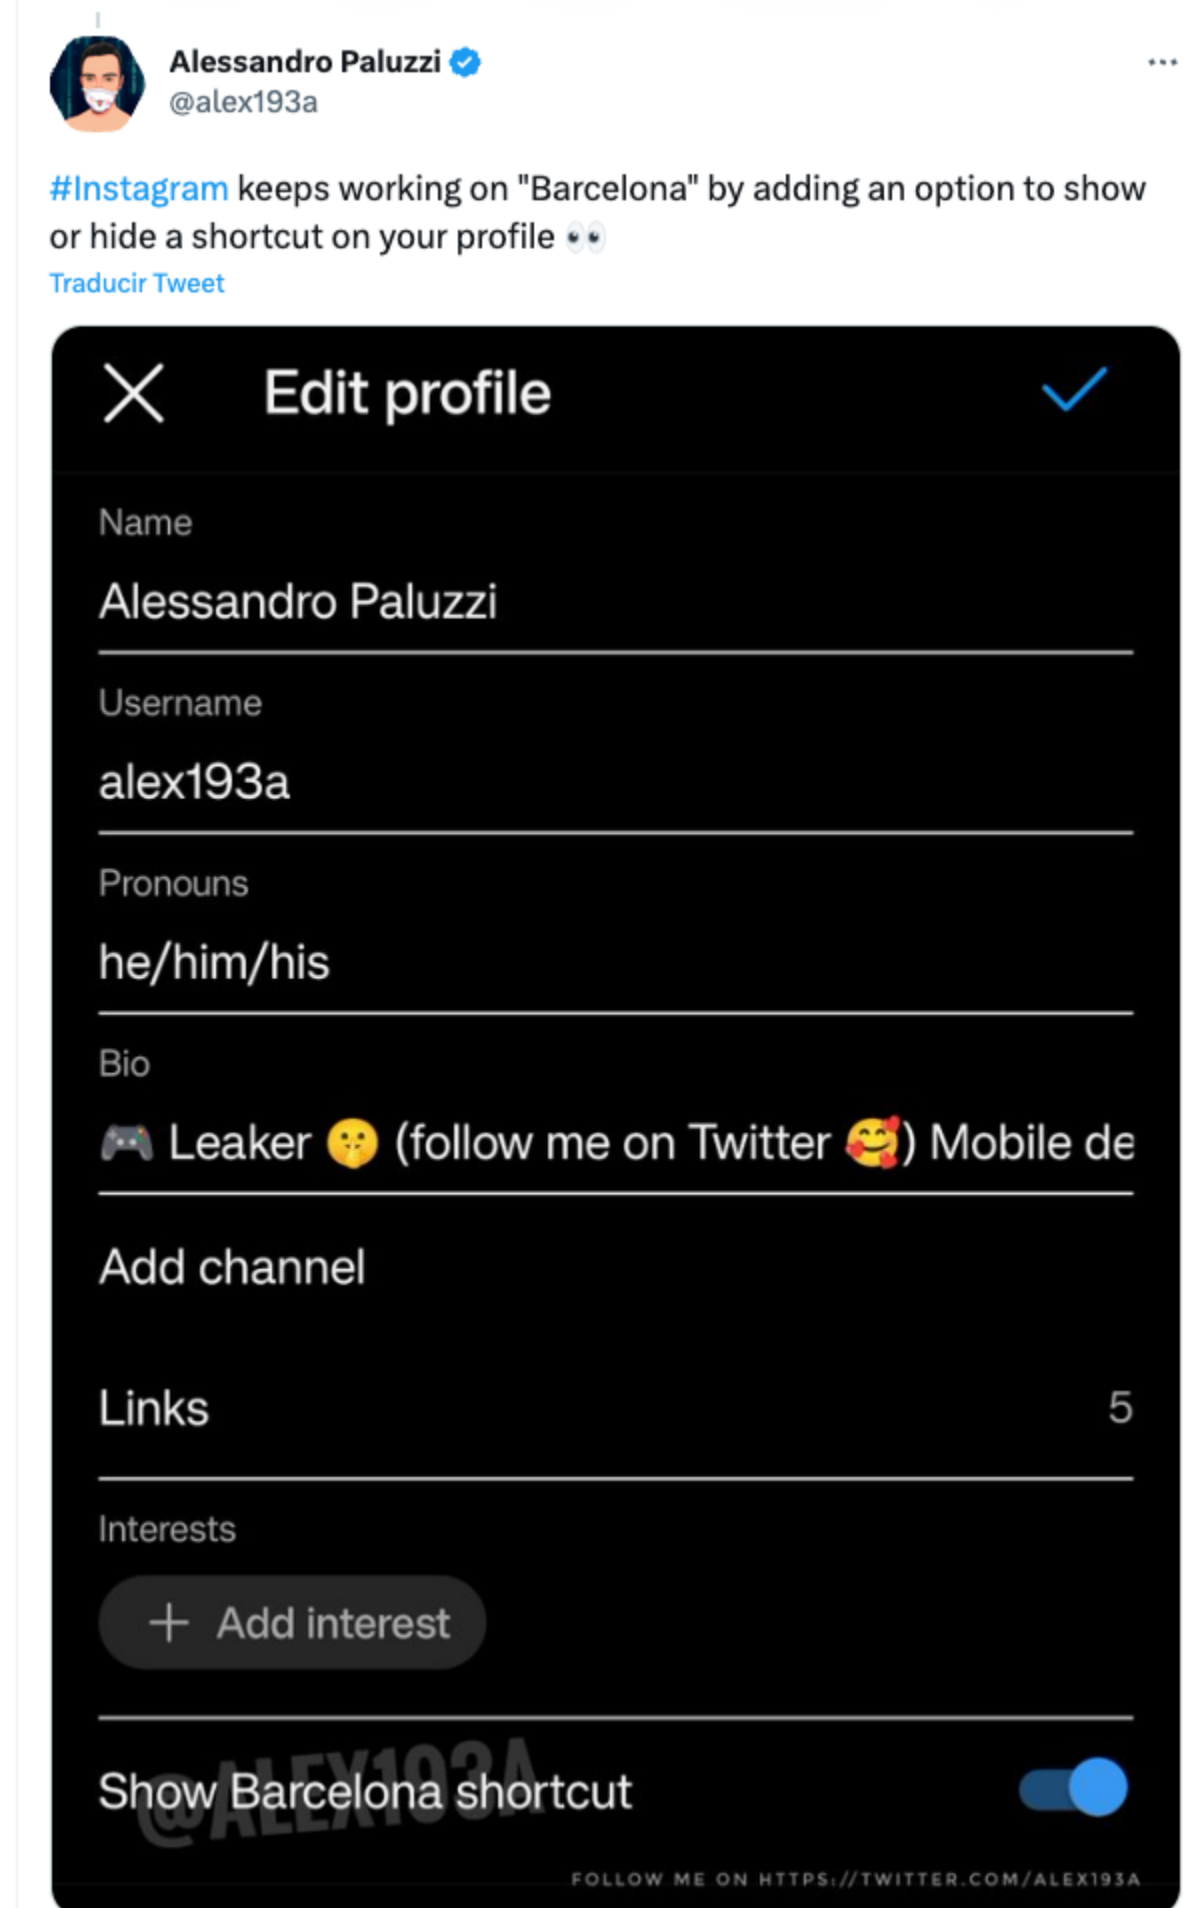 Alessandro Paluzzi
@alex193a
#Instagram keeps working on "Barcelona" by adding an option to show
or hide a shortcut on your profile 👀
Traducir Tweet
Edit profile
Name
Alessandro Paluzzi
Username
alex193a
Pronouns
he/him/his
Bio
🎮 Leaker 🤫 (follow me on Twitter 🥰) Mobile de
Add channel
Links 5
Interests
+ Add interest
@ALEX193A
Show Barcelona shortcut
FOLLOW ME ON HTTPS://TWITTER.COM/ALEX193A